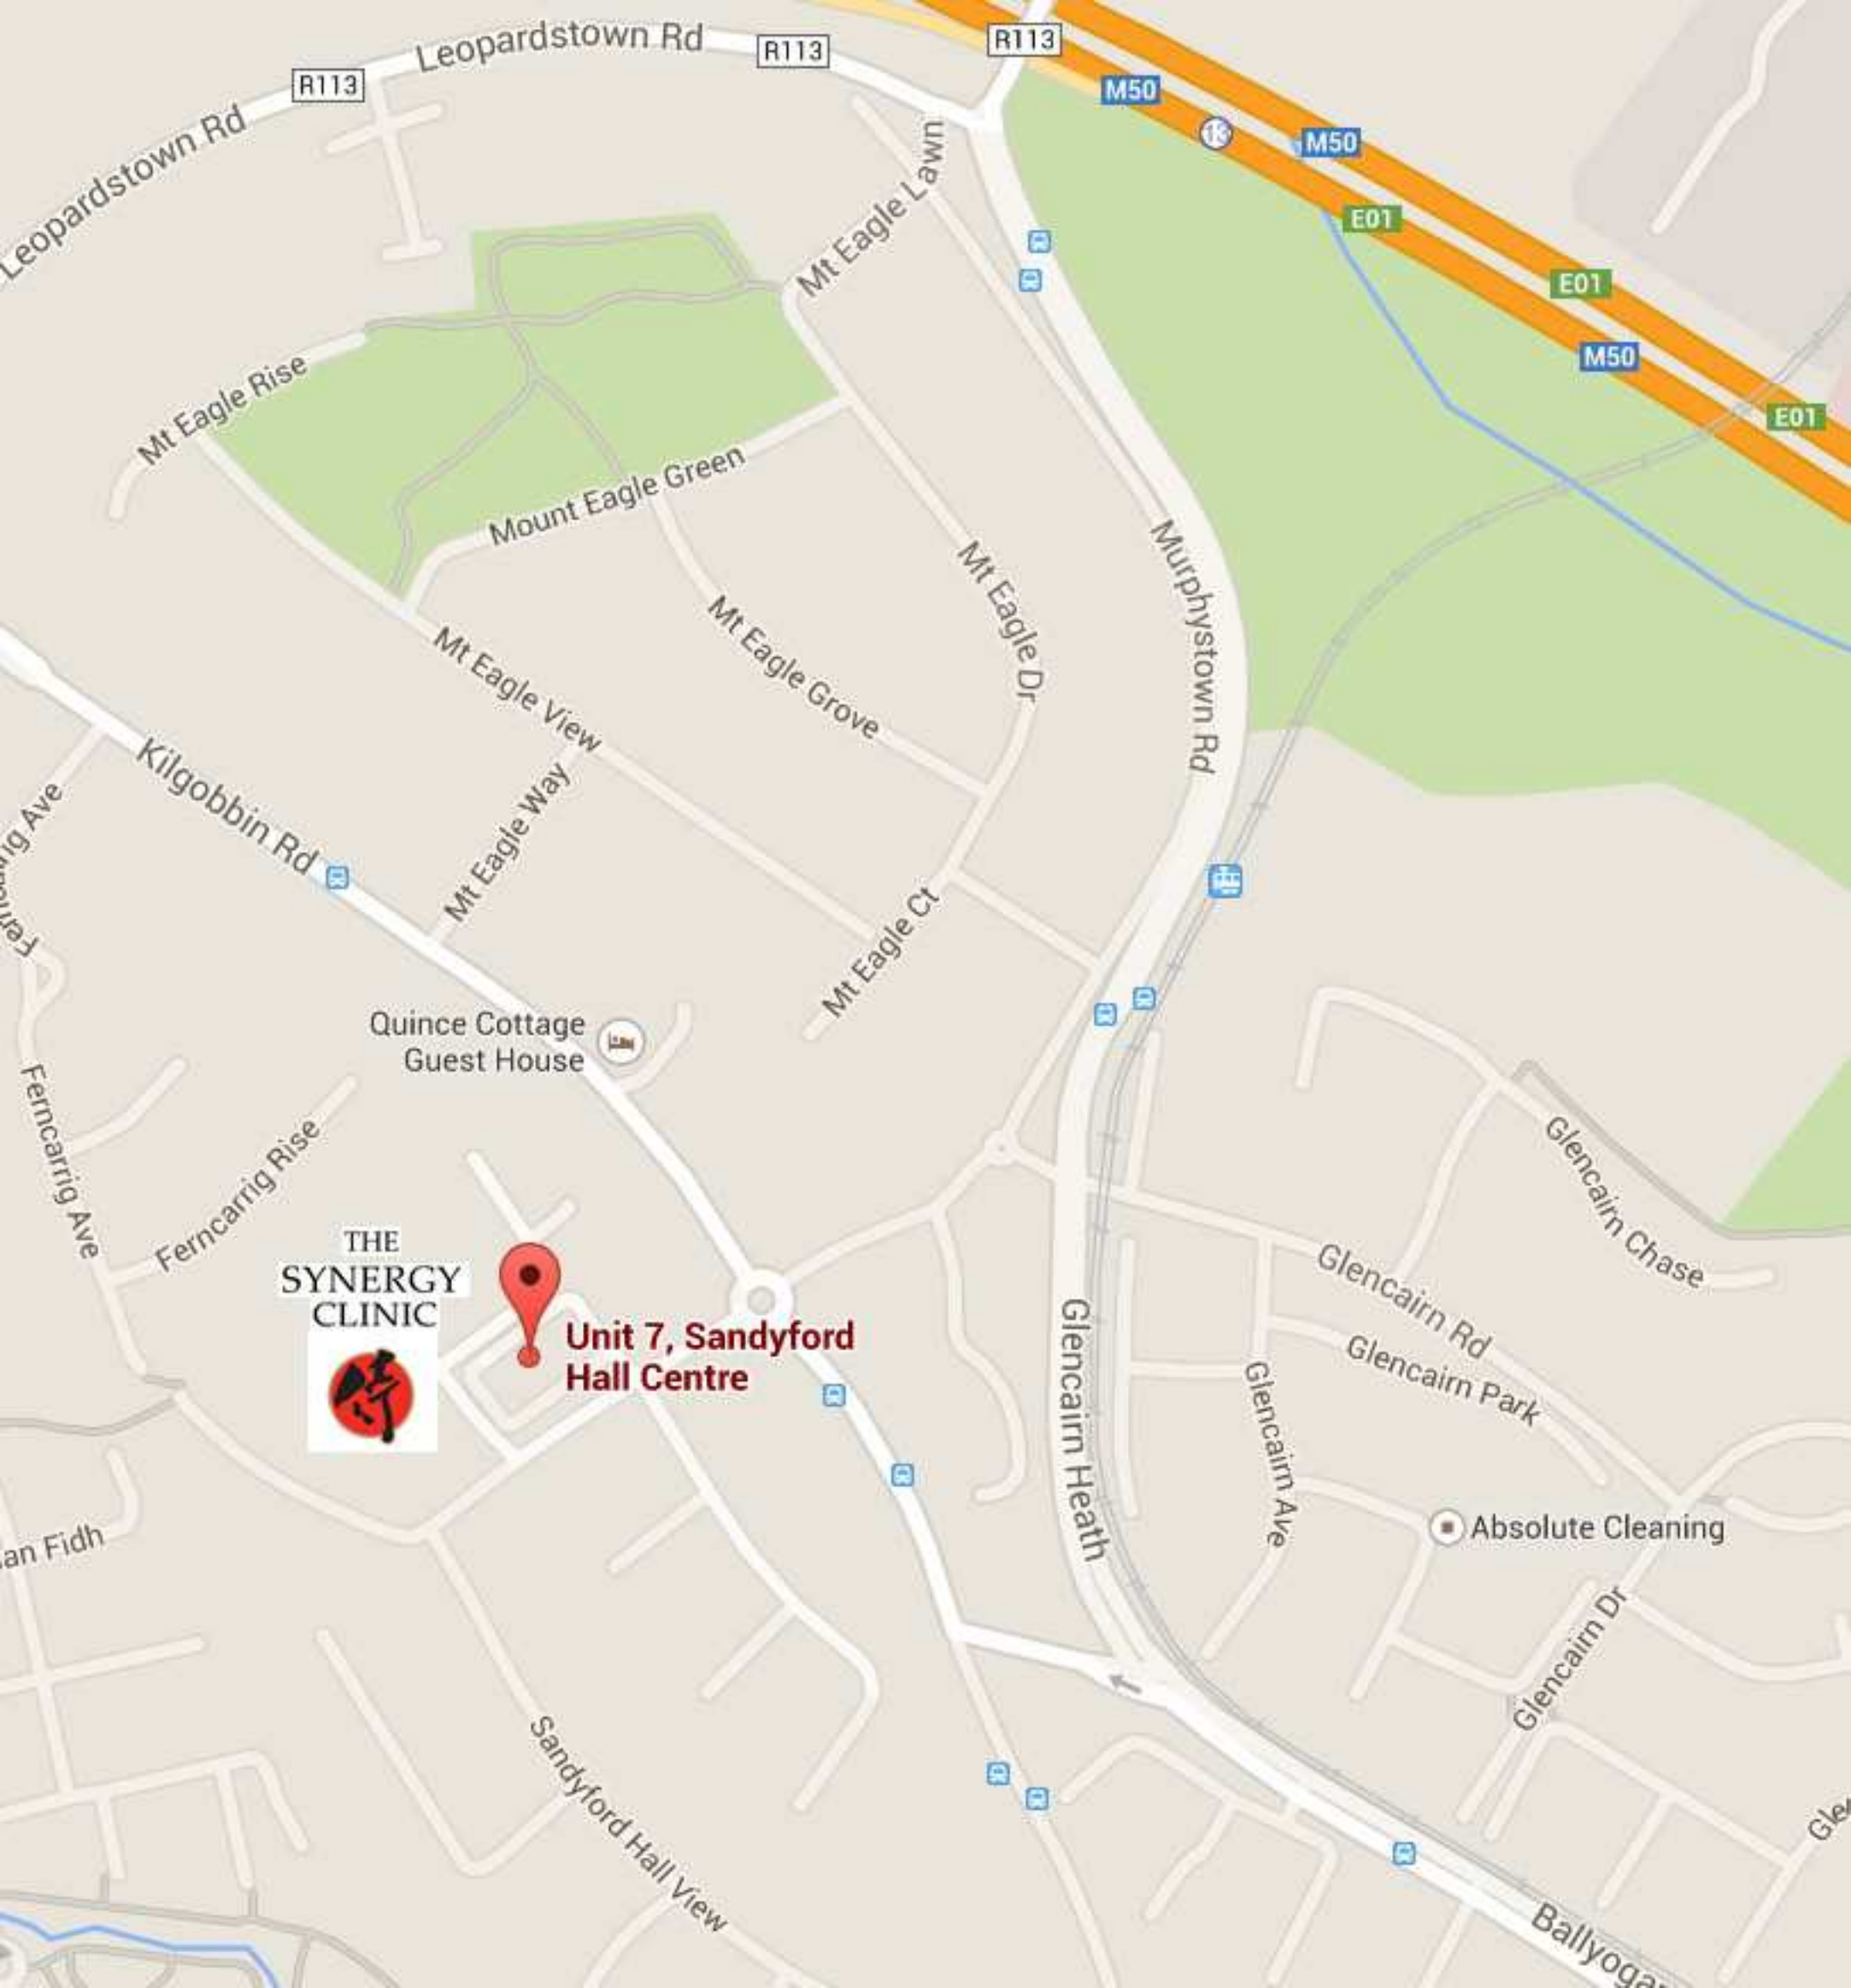 Leopardstown Rd
R113
R113
R113
Leopardstown Rd
M50
13
M50
E01
E01
M50
E01
Mt Eagle Lawn
Mt Eagle Rise
Mount Eagle Green
Murphystown Rd
Mt Eagle Dr
Mt Eagle Grove
Mt Eagle View
Kilgobbin Rd
Mt Eagle Way
Mt Eagle Ct
Quince Cottage
Guest House
Ferncarrig Ave
Ferncarrig Rise
Glencairn Chase
THE
SYNERGY
CLINIC
Unit 7, Sandyford
Hall Centre
Glencairn Rd
Glencairn Park
Glencairn Heath
Glencairn Ave
Absolute Cleaning
an Fidh
Glencairn Dr
Sandyford Hall View